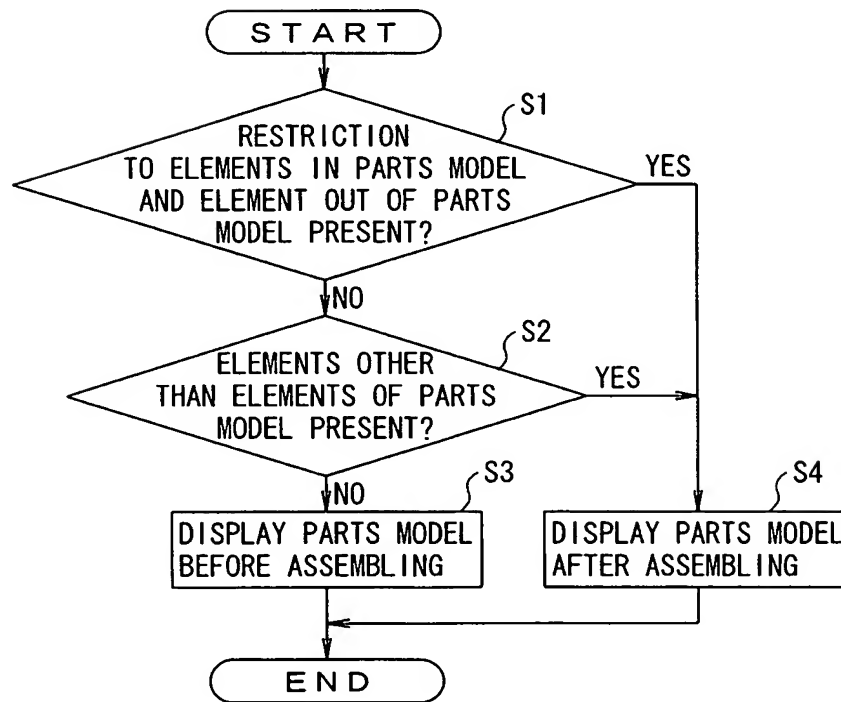 START
S1
RESTRICTION
TO ELEMENTS IN PARTS MODEL
AND ELEMENT OUT OF PARTS
MODEL PRESENT?
YES
NO
S2
ELEMENTS OTHER
THAN ELEMENTS OF PARTS
MODEL PRESENT?
YES
NO
S3
DISPLAY PARTS MODEL
BEFORE ASSEMBLING
S4
DISPLAY PARTS MODEL
AFTER ASSEMBLING
END